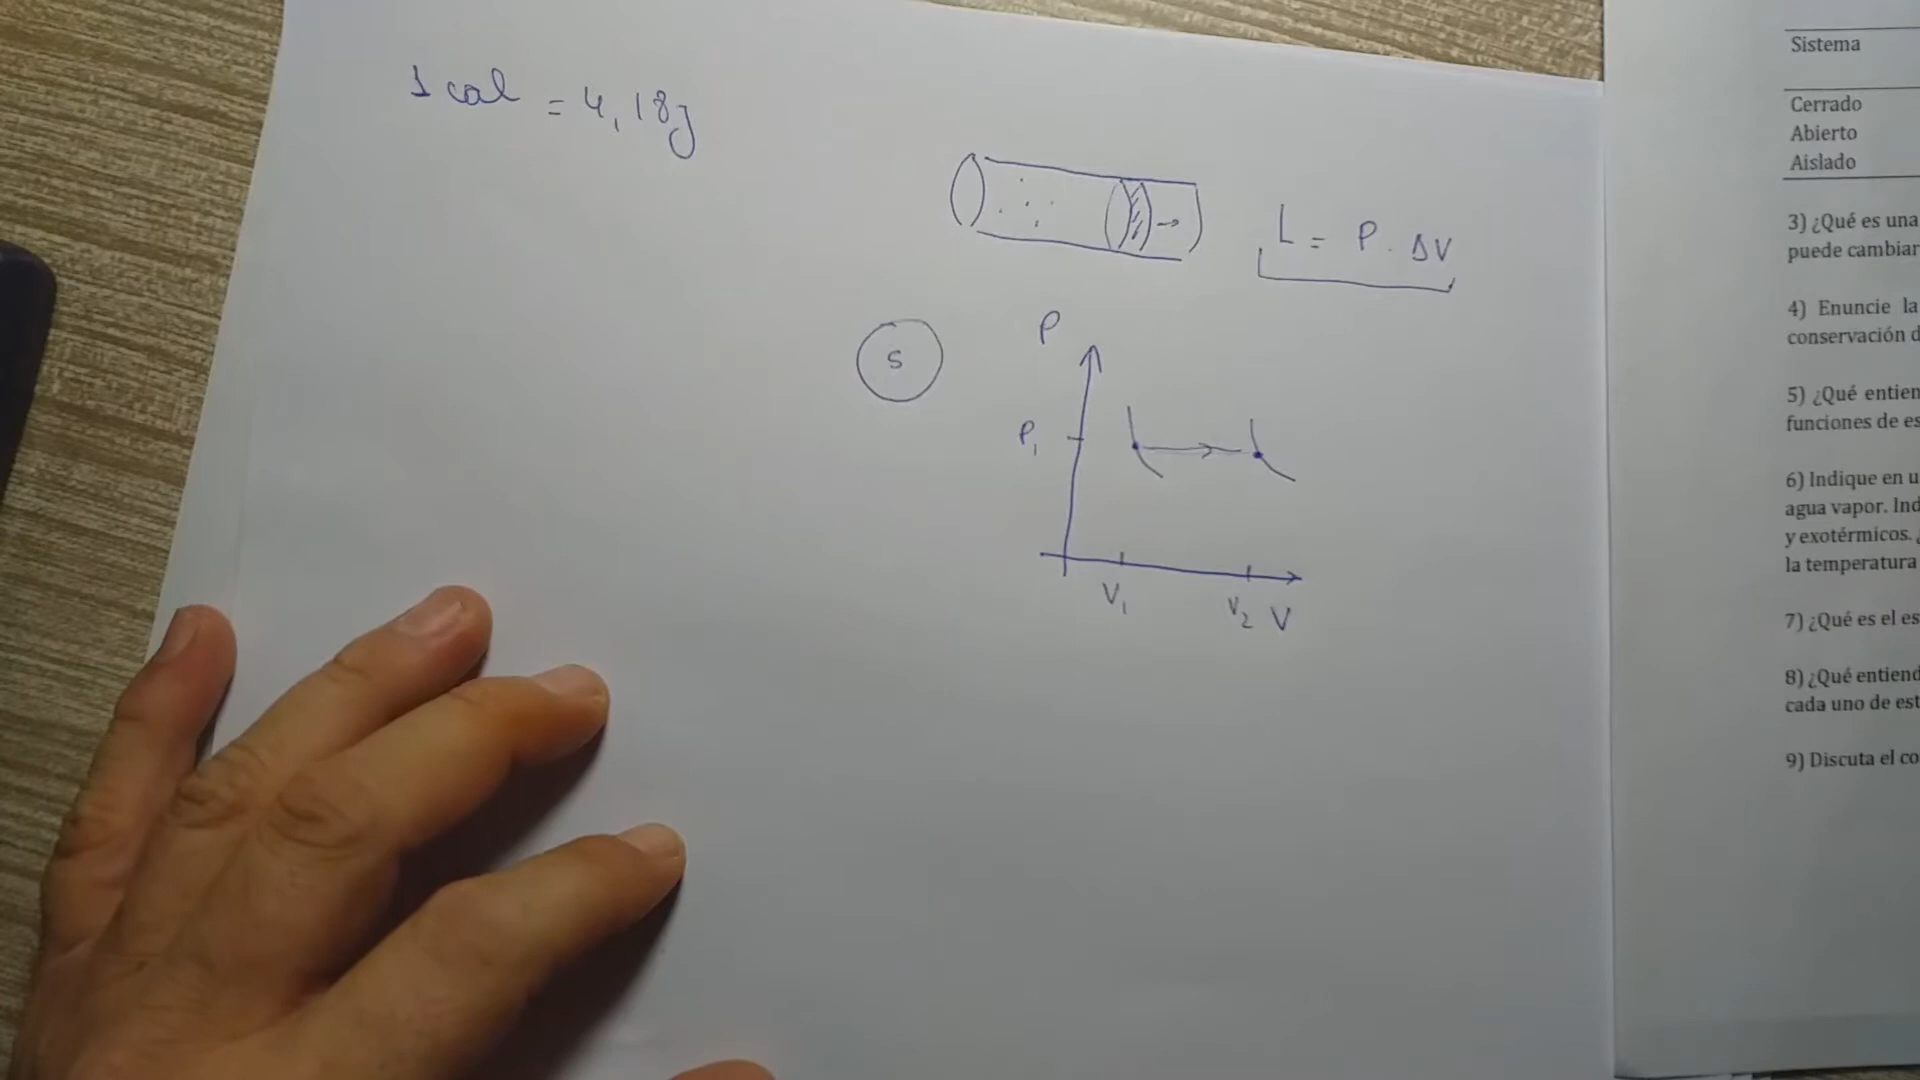 1 cal = 4,18 j
L = P. ΔV
S
P
P1
V1
V2 V
Sistema
Cerrado
Abierto
Aislado
3) ¿Qué es una
puede cambiar
4) Enuncie la
conservación d
5) ¿Qué entien
funciones de es
6) Indique en u
agua vapor. Ind
y exotérmicos. ¿
la temperatura
7) ¿Qué es el es
8) ¿Qué entiend
cada uno de est
9) Discuta el co